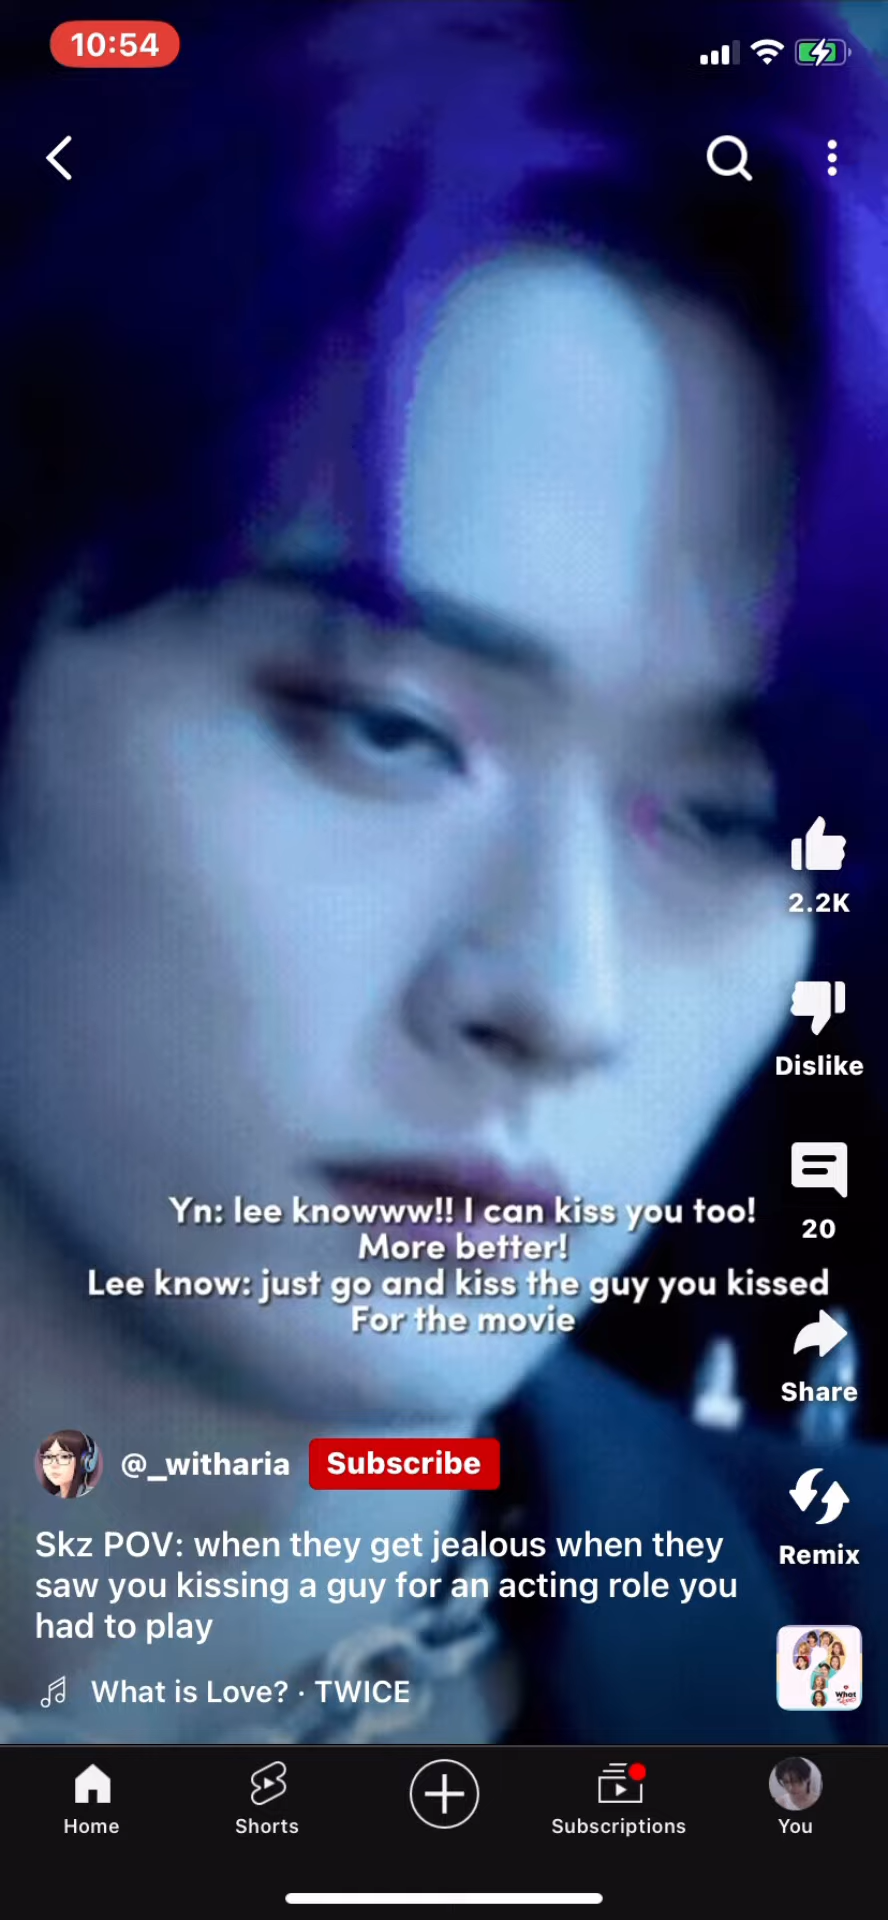 10:54
2.2K
Dislike
Yn: lee knowww!! I can kiss you too!
More better!
20
Lee know: just go and kiss the guy you kissed
For the movie
Share
@_witharia
Subscribe
Skz POV: when they get jealous when they
saw you kissing a guy for an acting role you
had to play
Remix
What is Love? · TWICE
Home
Shorts
Subscriptions
You